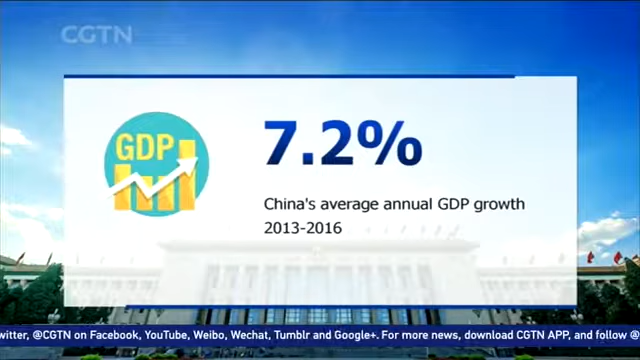 CGTN
GDP
7.2%
China's average annual GDP growth
2013-2016
witter, @CGTN on Facebook, YouTube, Weibo, Wechat, Tumblr and Google+. For more news, download CGTN APP, and follow @